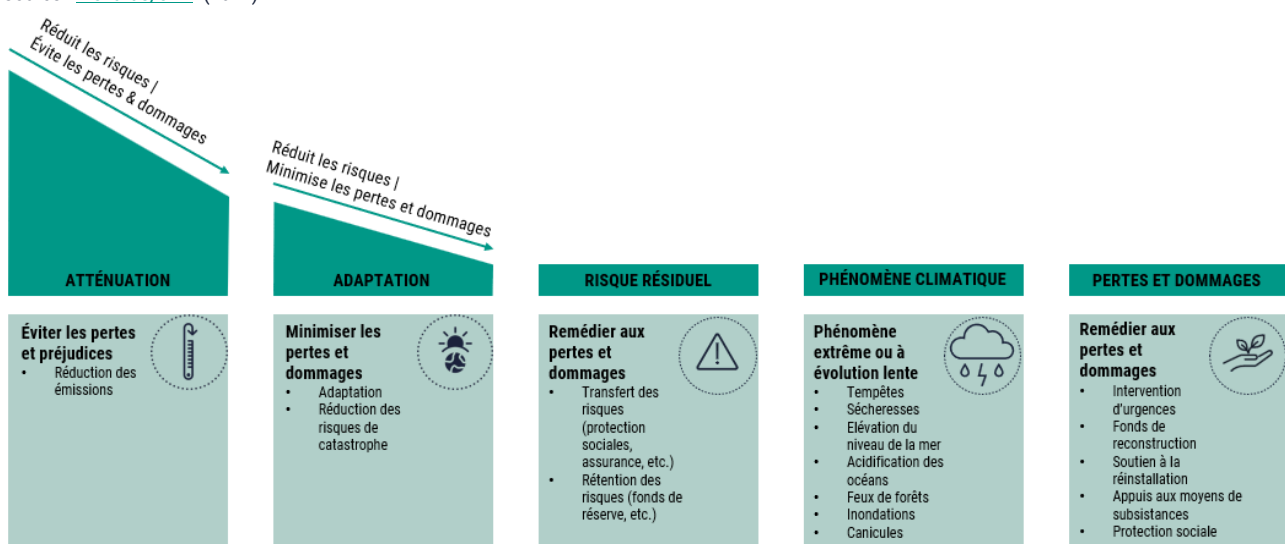 Réduit les risques |
Évite les pertes & dommages
Réduit les risques |
Minimise les pertes et dommages
ATTÉNUATION
ADAPTATION
RISQUE RÉSIDUEL
PHÉNOMÈNE CLIMATIQUE
PERTES ET DOMMAGES
Éviter les pertes
et préjudices
• Réduction des
émissions
Minimiser les
pertes et
dommages
• Adaptation
• Réduction des
risques de
catastrophe
Remédier aux
pertes et
dommages
• Transfert des
risques
(protection
sociales,
assurance, etc.)
• Rétention des
risques (fonds de
réserve, etc.)
Phénomène
extrême ou à
évolution lente
• Tempêtes
• Sécheresses
• Elévation du
niveau de la mer
• Acidification des
océans
• Feux de forêts
• Inondations
• Canicules
Remédier aux
pertes et
dommages
• Intervention
d'urgences
• Fonds de
reconstruction
• Soutien à la
réinstallation
• Appuis aux moyens de
subsistances
• Protection sociale